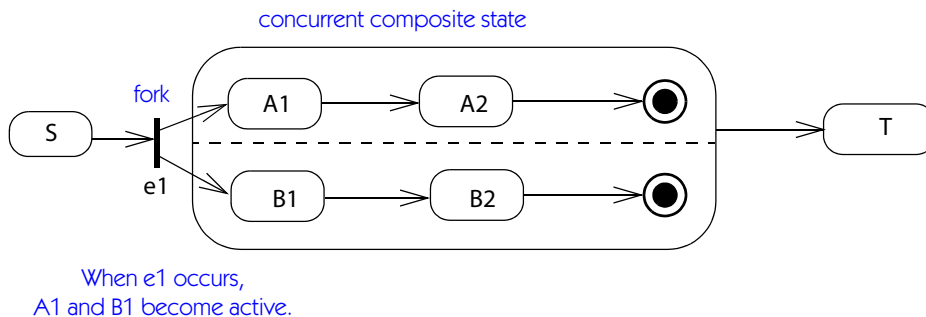 concurrent composite state
fork
A1
A2
S
T
e1
B1
B2
When e1 occurs,
A1 and B1 become active.